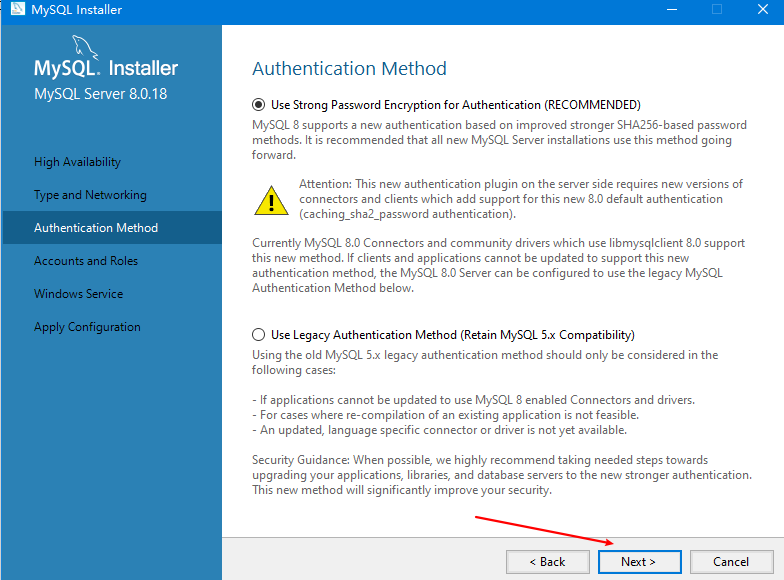 MySQL Installer
MySQL. Installer
MySQL Server 8.0.18
High Availability
Type and Networking
Authentication Method
Accounts and Roles
Windows Service
Apply Configuration
Authentication Method
Use Strong Password Encryption for Authentication (RECOMMENDED)
MySQL 8 supports a new authentication based on improved stronger SHA256-based password
methods. It is recommended that all new MySQL Server installations use this method going
forward.
Attention: This new authentication plugin on the server side requires new versions of
connectors and clients which add support for this new 8.0 default authentication
(caching_sha2_password authentication).
Currently MySQL 8.0 Connectors and community drivers which use libmysqlclient 8.0 support
this new method. If clients and applications cannot be updated to support this new
authentication method, the MySQL 8.0 Server can be configured to use the legacy MySQL
Authentication Method below.
Use Legacy Authentication Method (Retain MySQL 5.x Compatibility)
Using the old MySQL 5.x legacy authentication method should only be considered in the
following cases:
- If applications cannot be updated to use MySQL 8 enabled Connectors and drivers.
- For cases where re-compilation of an existing application is not feasible.
- An updated, language specific connector or driver is not yet available.
Security Guidance: When possible, we highly recommend taking needed steps towards
upgrading your applications, libraries, and database servers to the new stronger authentication.
This new method will significantly improve your security.
< Back
Next >
Cancel